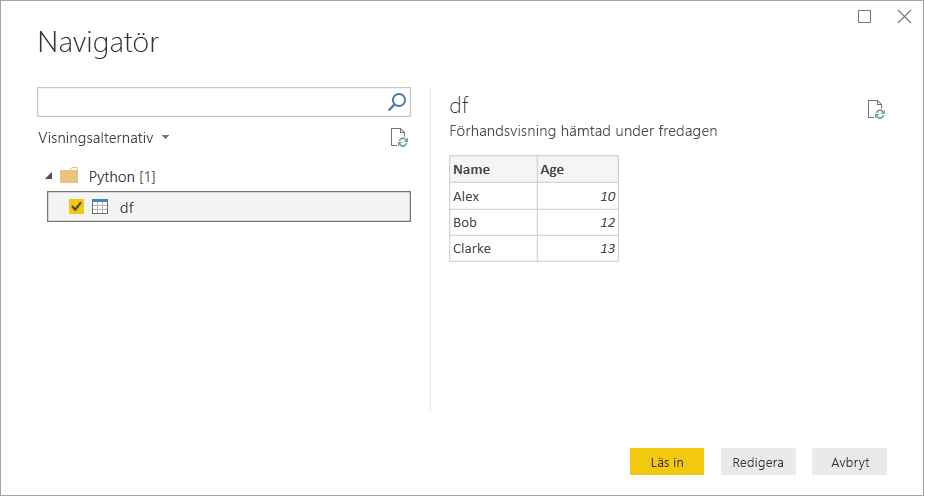 Navigatör
Visningsalternativ
Python [1]
df
df
Förhandsvisning hämtad under fredagen
Name Age
Alex 10
Bob 12
Clarke 13
Läs in Redigera Avbryt